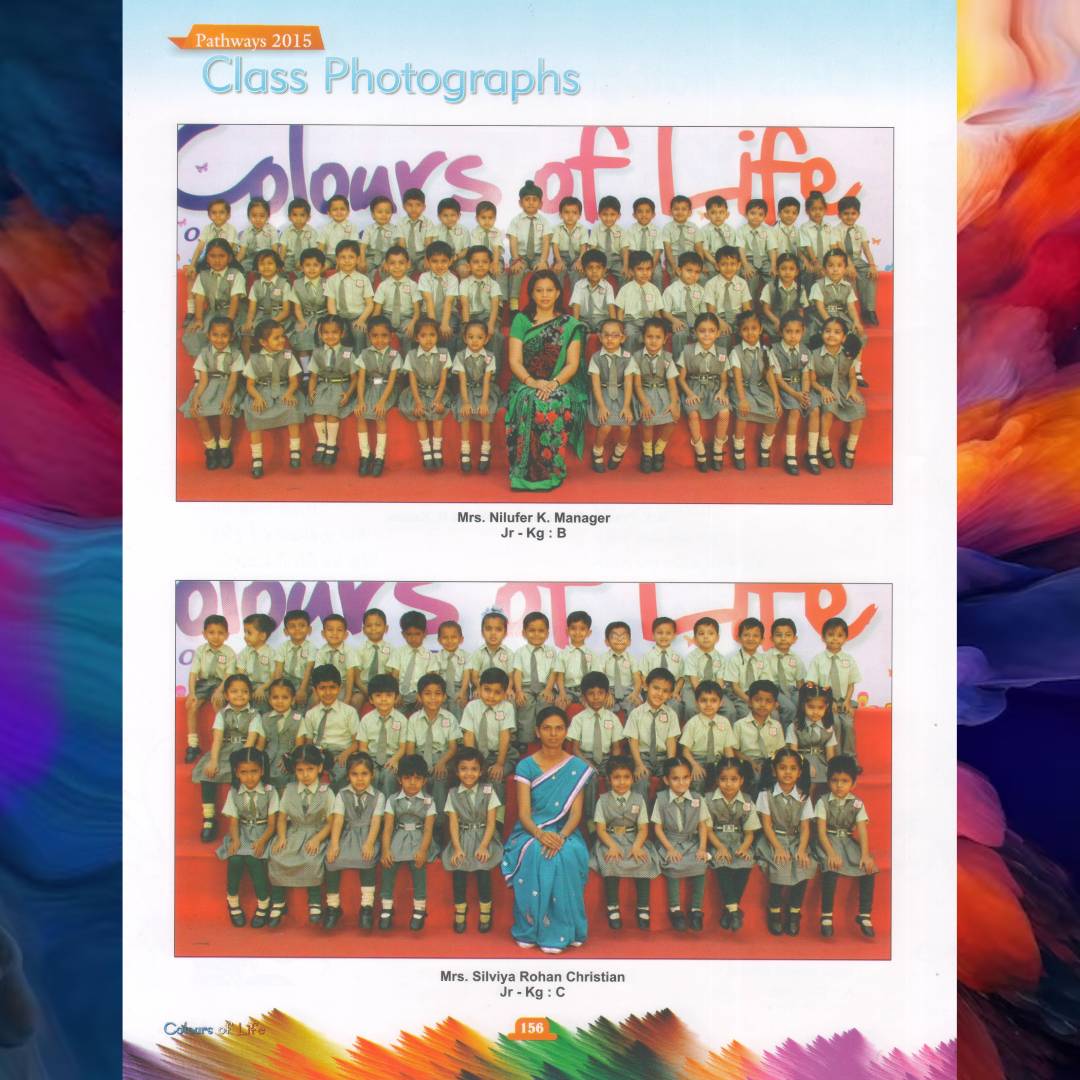 Pathways 2015
Class Photographs
Colours of Life
Mrs. Nilufer K. Manager
Jr - Kg : B
Colours of Life
Mrs. Silviya Rohan Christian
Jr - Kg : C
Colours of Life
156